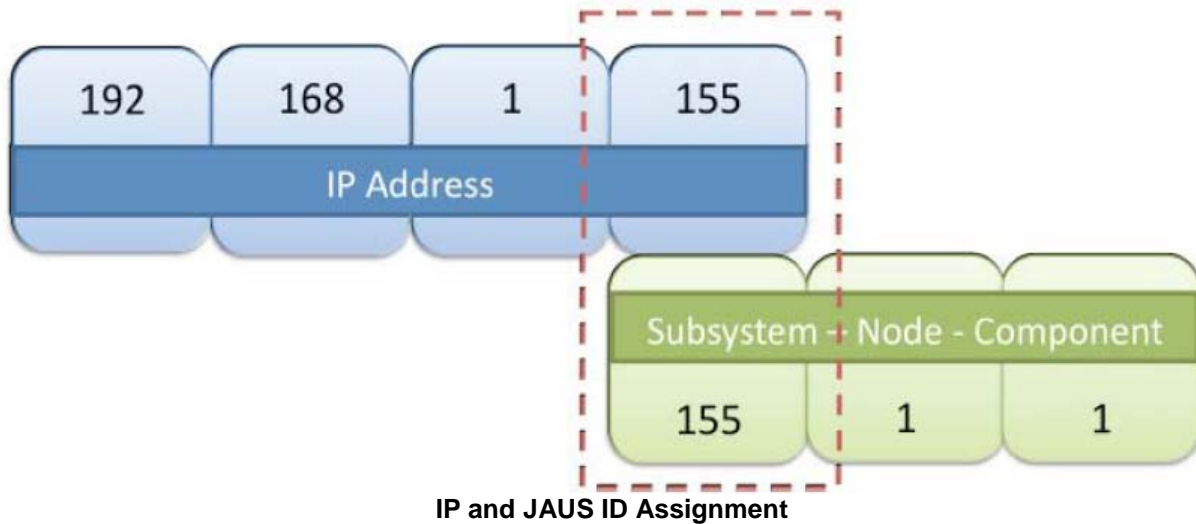 192 168 1 155
IP Address
Subsystem - Node - Component
155 1 1
IP and JAUS ID Assignment